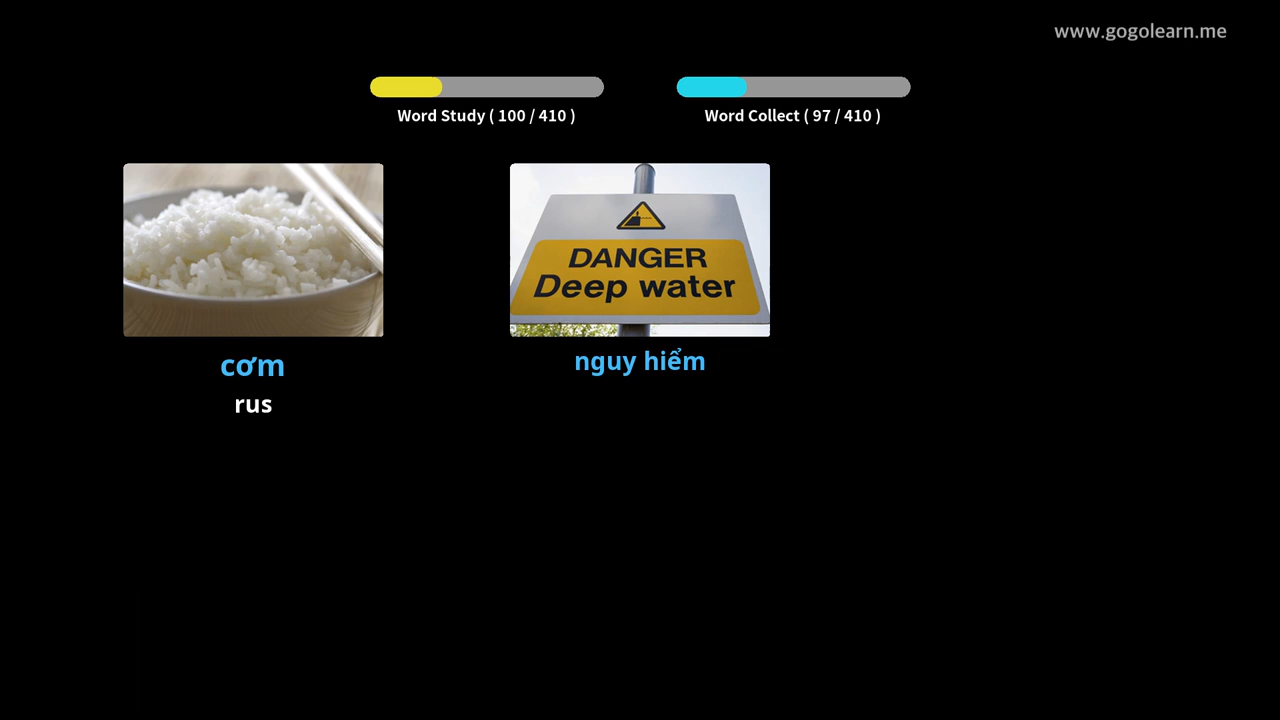 www.gogolearn.me
Word Study ( 100 / 410 )
Word Collect ( 97 / 410 )
DANGER
Deep water
cơm
nguy hiểm
rus